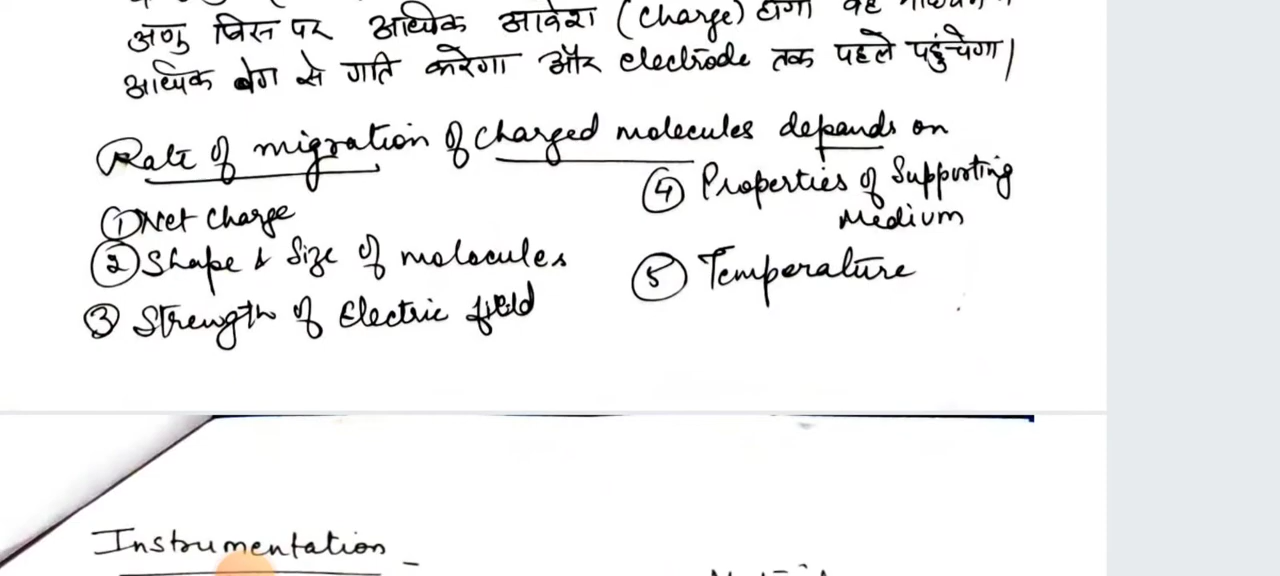 अणु जिस पर अधिक आवेश (Charge) होगा वह
अधिक वेग से गति करेगा और electrode तक पहले पहुंचेगा।
Rate of migration of charged molecules depends on
① Net Charge
② Shape & Size of molecules
③ Strength of Electric field
④ Properties of Supporting Medium
⑤ Temperature
Instrumentation -